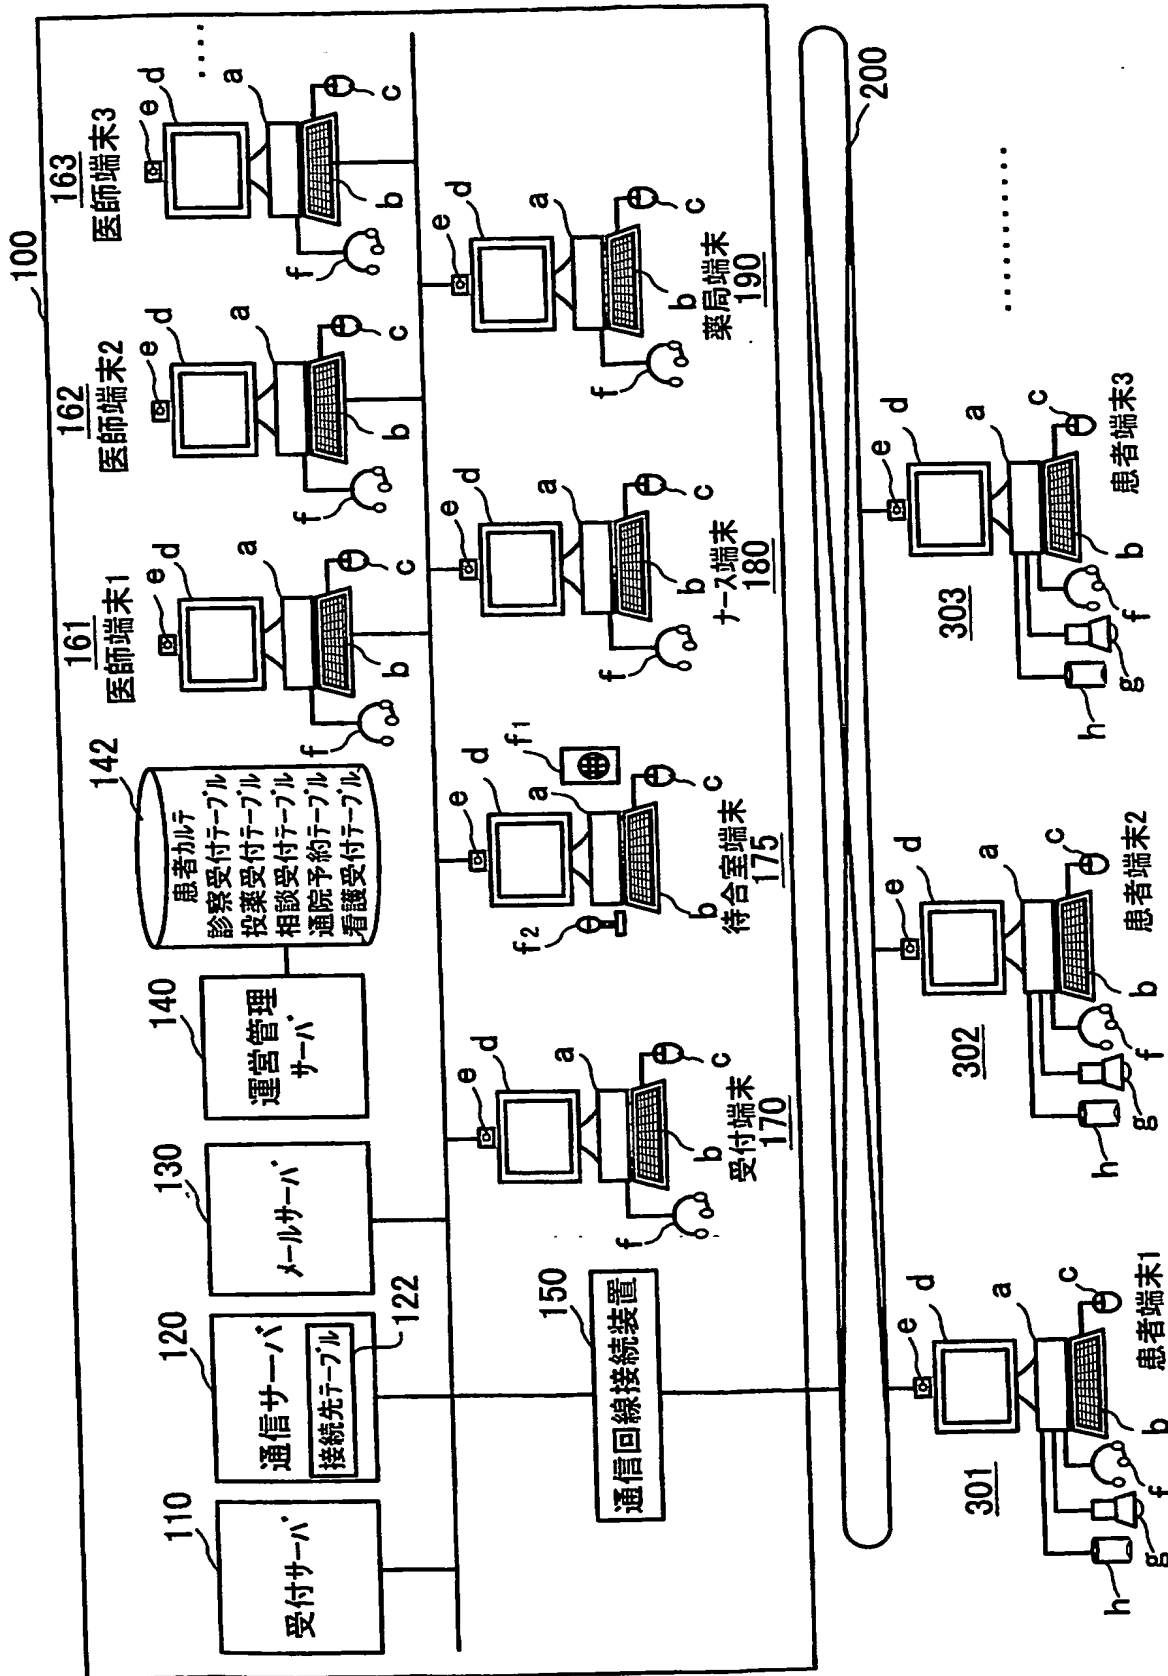 100
110
受付サーバ
120
通信サーバ
接続先テーブル
122
130
メールサーバ
140
運営管理
サーバ
142
患者カルテ
診察受付テーブル
投薬受付テーブル
相談受付テーブル
通院予約テーブル
看護受付テーブル
161
医師端末1
e
d
a
f
b
c
162
医師端末2
e
d
a
f
b
c
163
医師端末3
e
d
a
f
b
c
.....
150
通信回線接続装置
e
d
a
f
b
c
受付端末
170
e
d
f1
a
f2
b
c
待合室端末
175
e
d
a
f
b
c
ナース端末
180
e
d
a
f
b
c
薬局端末
190
200
301
e
d
a
h
g
f
b
c
患者端末1
302
e
d
a
h
g
f
b
c
患者端末2
303
e
d
a
h
g
f
b
c
患者端末3
..........